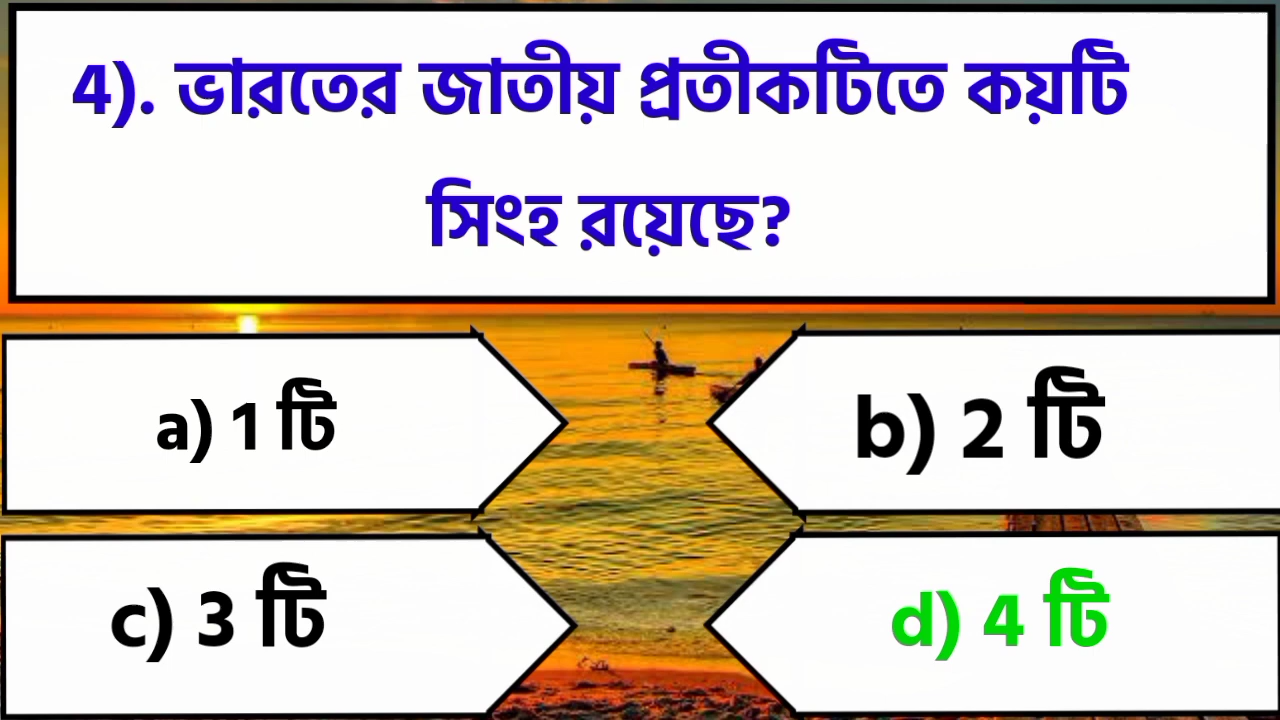 4). ভারতের জাতীয় প্রতীকটিতে কয়টি
সিংহ রয়েছে?
a) 1 টি
b) 2 টি
c) 3 টি
d) 4 টি